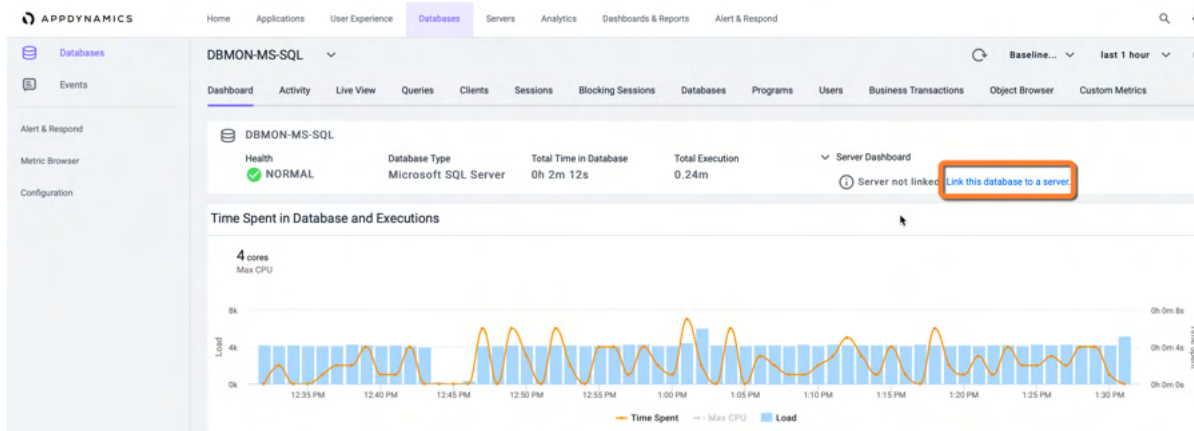 APPDYNAMICS
Home Applications User Experience Databases Servers Analytics Dashboards & Reports Alert & Respond
Databases
Events
Alert & Respond
Metric Browser
Configuration
DBMON-MS-SQL
Baseline... last 1 hour
Dashboard Activity Live View Queries Clients Sessions Blocking Sessions Databases Programs Users Business Transactions Object Browser Custom Metrics
DBMON-MS-SQL
Health Database Type Total Time in Database Total Execution Server Dashboard
NORMAL Microsoft SQL Server 0h 2m 12s 0.24m Server not linked Link this database to a server.
Time Spent in Database and Executions
4 cores
Max CPU
8k 0h 0m 8s
Load
4k 0h 0m 4s
0k 0h 0m 0s
12:35 PM 12:40 PM 12:45 PM 12:50 PM 12:55 PM 1:00 PM 1:05 PM 1:10 PM 1:15 PM 1:20 PM 1:25 PM 1:30 PM
Time Spent Max CPU Load